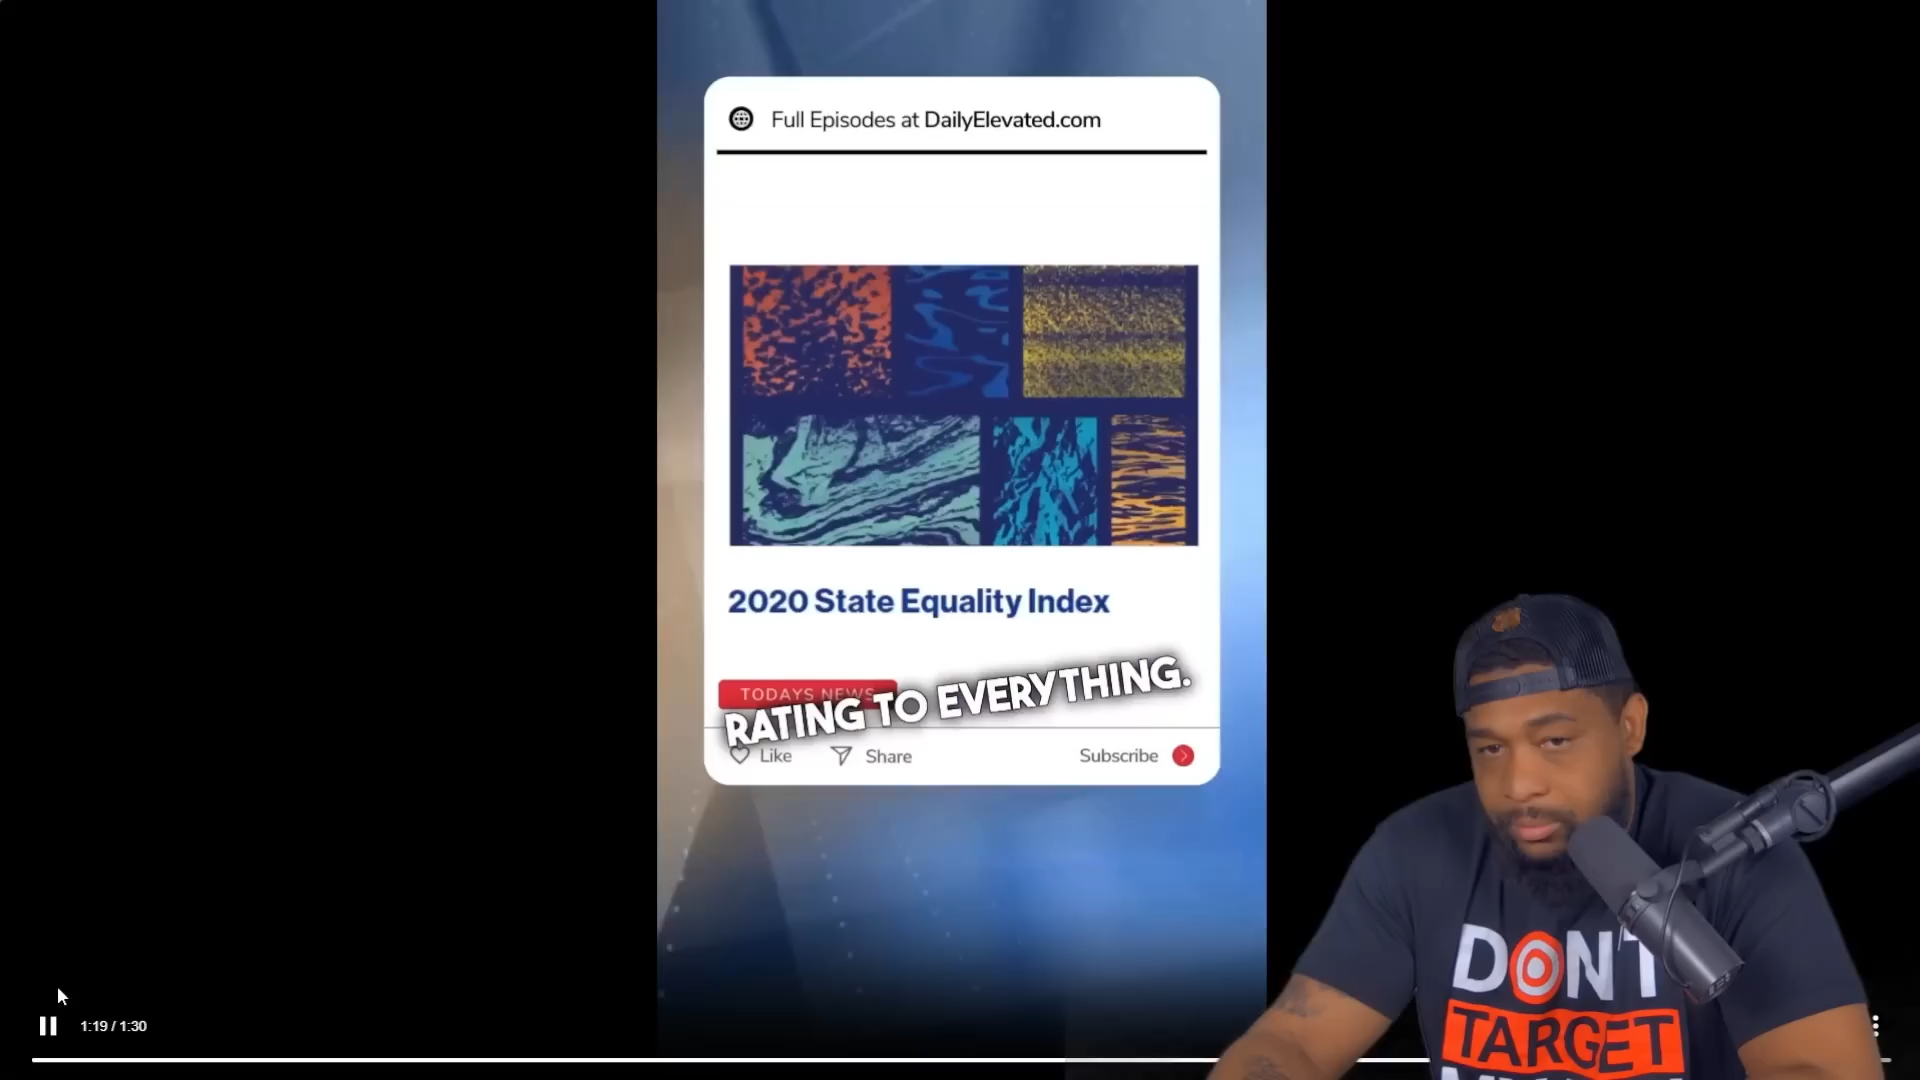 Full Episodes at DailyElevated.com
2020 State Equality Index
TODAYS NEWS
RATING TO EVERYTHING.
Like
Share
Subscribe
DON'T
TARGET
1:19 / 1:30